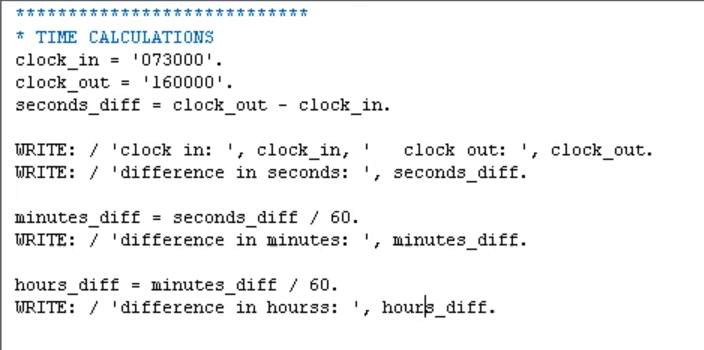 ****************************
* TIME CALCULATIONS
clock_in = '073000'.
clock_out = '160000'.
seconds_diff = clock_out - clock_in.
WRITE: / 'clock in: ', clock_in, '   clock out: ', clock_out.
WRITE: / 'difference in seconds: ', seconds_diff.
minutes_diff = seconds_diff / 60.
WRITE: / 'difference in minutes: ', minutes_diff.
hours_diff = minutes_diff / 60.
WRITE: / 'difference in hourss: ', hours_diff.